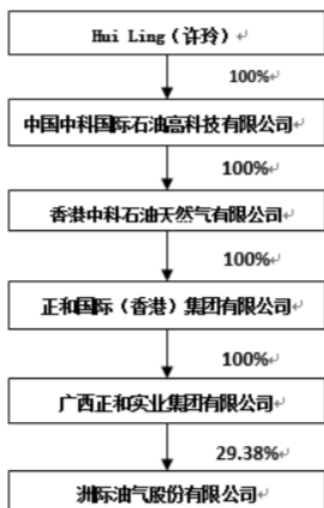 Hui Ling（许玲）
100%
中国中科国际石油高科技有限公司
100%
香港中科石油天然气有限公司
100%
正和国际（香港）集团有限公司
100%
广西正和实业集团有限公司
29.38%
洲际油气股份有限公司